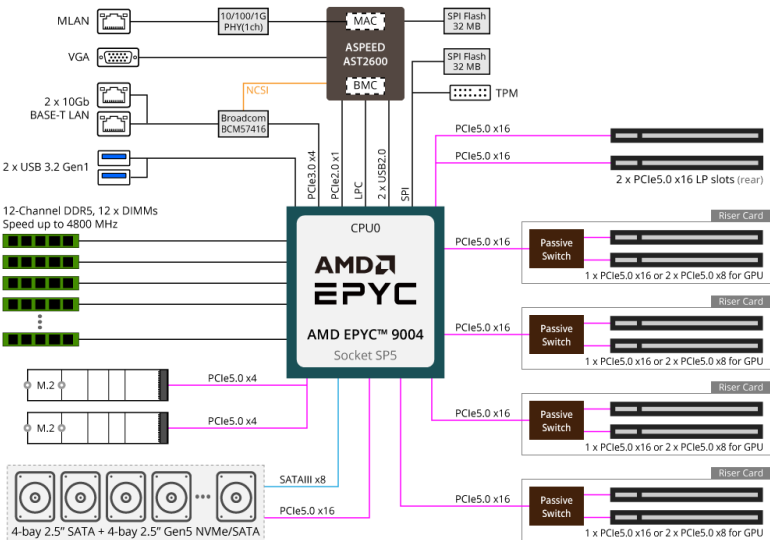 MLAN
10/100/1G
PHY(1ch)
MAC
SPI Flash
32 MB
ASPEED
AST2600
VGA
SPI Flash
32 MB
BMC
NCSI
TPM
2 x 10Gb
BASE-T LAN
Broadcom
BCM57416
PCIe5.0 x16
PCIe5.0 x16
2 x USB 3.2 Gen1
PCIe3.0 x4
PCIe2.0 x1
LPC
2 x USB2.0
SPI
2 x PCIe5.0 x16 LP slots (rear)
12-Channel DDR5, 12 x DIMMs
Speed up to 4800 MHz
CPU0
AMD
EPYC
AMD EPYC™ 9004
Socket SP5
Riser Card
PCIe5.0 x16
Passive
Switch
1 x PCIe5.0 x16 or 2 x PCIe5.0 x8 for GPU
Riser Card
PCIe5.0 x16
Passive
Switch
1 x PCIe5.0 x16 or 2 x PCIe5.0 x8 for GPU
M.2
PCIe5.0 x4
M.2
PCIe5.0 x4
Riser Card
PCIe5.0 x16
Passive
Switch
1 x PCIe5.0 x16 or 2 x PCIe5.0 x8 for GPU
SATAIII x8
PCIe5.0 x16
4-bay 2.5” SATA + 4-bay 2.5” Gen5 NVMe/SATA
Riser Card
PCIe5.0 x16
Passive
Switch
1 x PCIe5.0 x16 or 2 x PCIe5.0 x8 for GPU